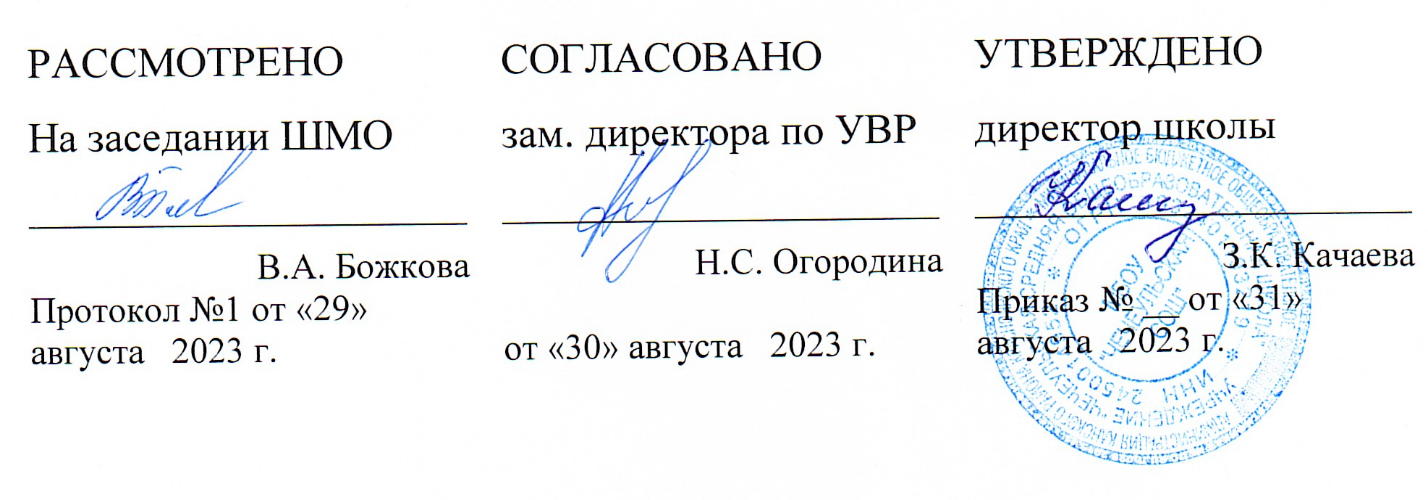 РАССМОТРЕНО
На заседании ШМО
В.А. Божкова
Протокол №1 от «29»
августа 2023 г.
СОГЛАСОВАНО
зам. директора по УВР
Н.С. Огородина
от «30» августа 2023 г.
УТВЕРЖДЕНО
директор школы
З.К. Качаева
Приказ № __ от «31»
августа 2023 г.